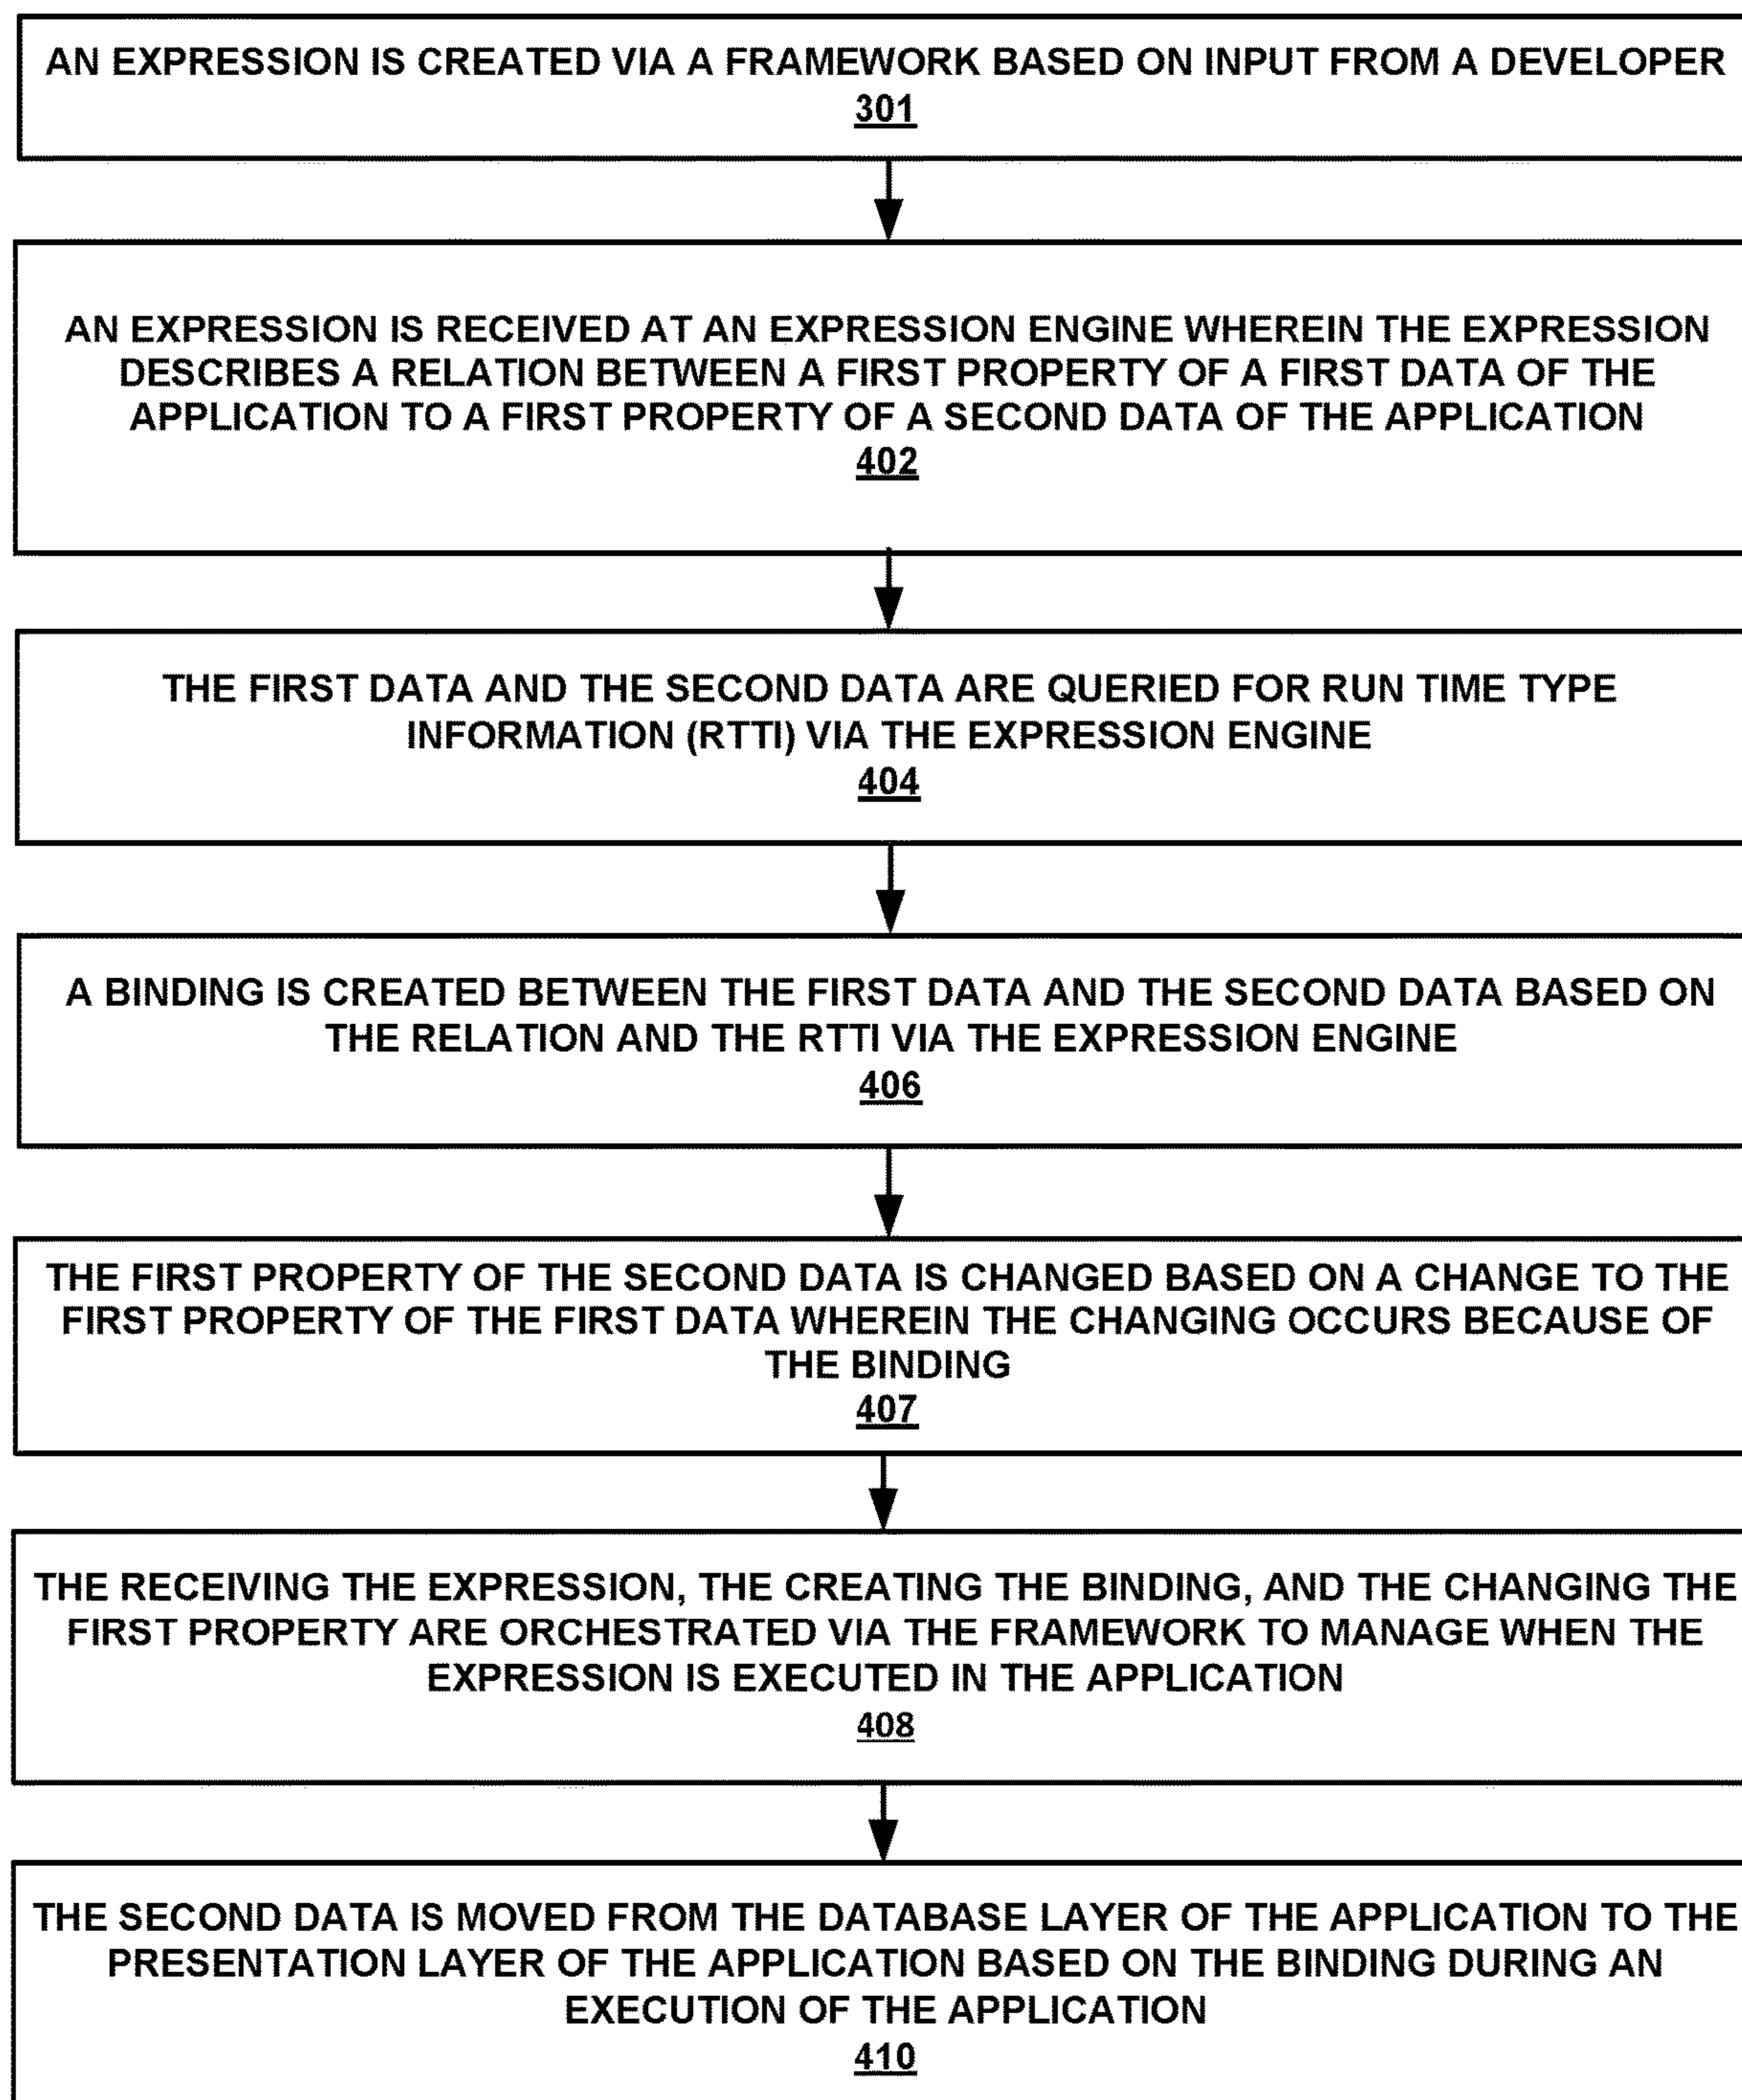 AN EXPRESSION IS CREATED VIA A FRAMEWORK BASED ON INPUT FROM A DEVELOPER
301
AN EXPRESSION IS RECEIVED AT AN EXPRESSION ENGINE WHEREIN THE EXPRESSION
DESCRIBES A RELATION BETWEEN A FIRST PROPERTY OF A FIRST DATA OF THE
APPLICATION TO A FIRST PROPERTY OF A SECOND DATA OF THE APPLICATION
402
THE FIRST DATA AND THE SECOND DATA ARE QUERIED FOR RUN TIME TYPE
INFORMATION (RTTI) VIA THE EXPRESSION ENGINE
404
A BINDING IS CREATED BETWEEN THE FIRST DATA AND THE SECOND DATA BASED ON
THE RELATION AND THE RTTI VIA THE EXPRESSION ENGINE
406
THE FIRST PROPERTY OF THE SECOND DATA IS CHANGED BASED ON A CHANGE TO THE
FIRST PROPERTY OF THE FIRST DATA WHEREIN THE CHANGING OCCURS BECAUSE OF
THE BINDING
407
THE RECEIVING THE EXPRESSION, THE CREATING THE BINDING, AND THE CHANGING THE
FIRST PROPERTY ARE ORCHESTRATED VIA THE FRAMEWORK TO MANAGE WHEN THE
EXPRESSION IS EXECUTED IN THE APPLICATION
408
THE SECOND DATA IS MOVED FROM THE DATABASE LAYER OF THE APPLICATION TO THE
PRESENTATION LAYER OF THE APPLICATION BASED ON THE BINDING DURING AN
EXECUTION OF THE APPLICATION
410